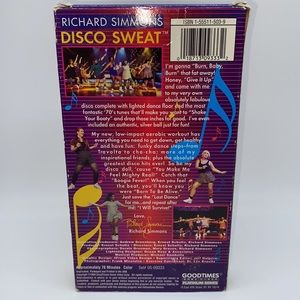 RICHARD SIMMONS
DISCO SWEAT™
ISBN 1-55511-503-9
I'm gonna "Burn, Baby,
Burn" that fat away!
Honey, "Give it Up"
and come with me
to my very own
absolutely fabulous
disco complete with lighted dance floor and the most
fantastic '70's tunes that'll make you want to "Shake
Your Booty" and drop those inches for good. I've even
included an authentic, silver ball just for fun!
My new, low-impact aerobic workout has
everything you need to get down, get healthy
and have fun: funky dance steps-from
Travolta to cha-cha; more of my
inspirational friends; plus the absolute
greatest disco hits ever! So be my
disco doll, 'cause "You Make Me
Feel Mighty Real!" Catch that
"Boogie Fever!" When you feel
the beat, you'll know you
were "Born To Be Alive."
Just save the "Last Dance"
for me...and repeat after
me: "I Will Survive!"
Love,
Richard Simmons
Approximately 70 Minutes Color
GOODTIMES
PLATINUM SERIES